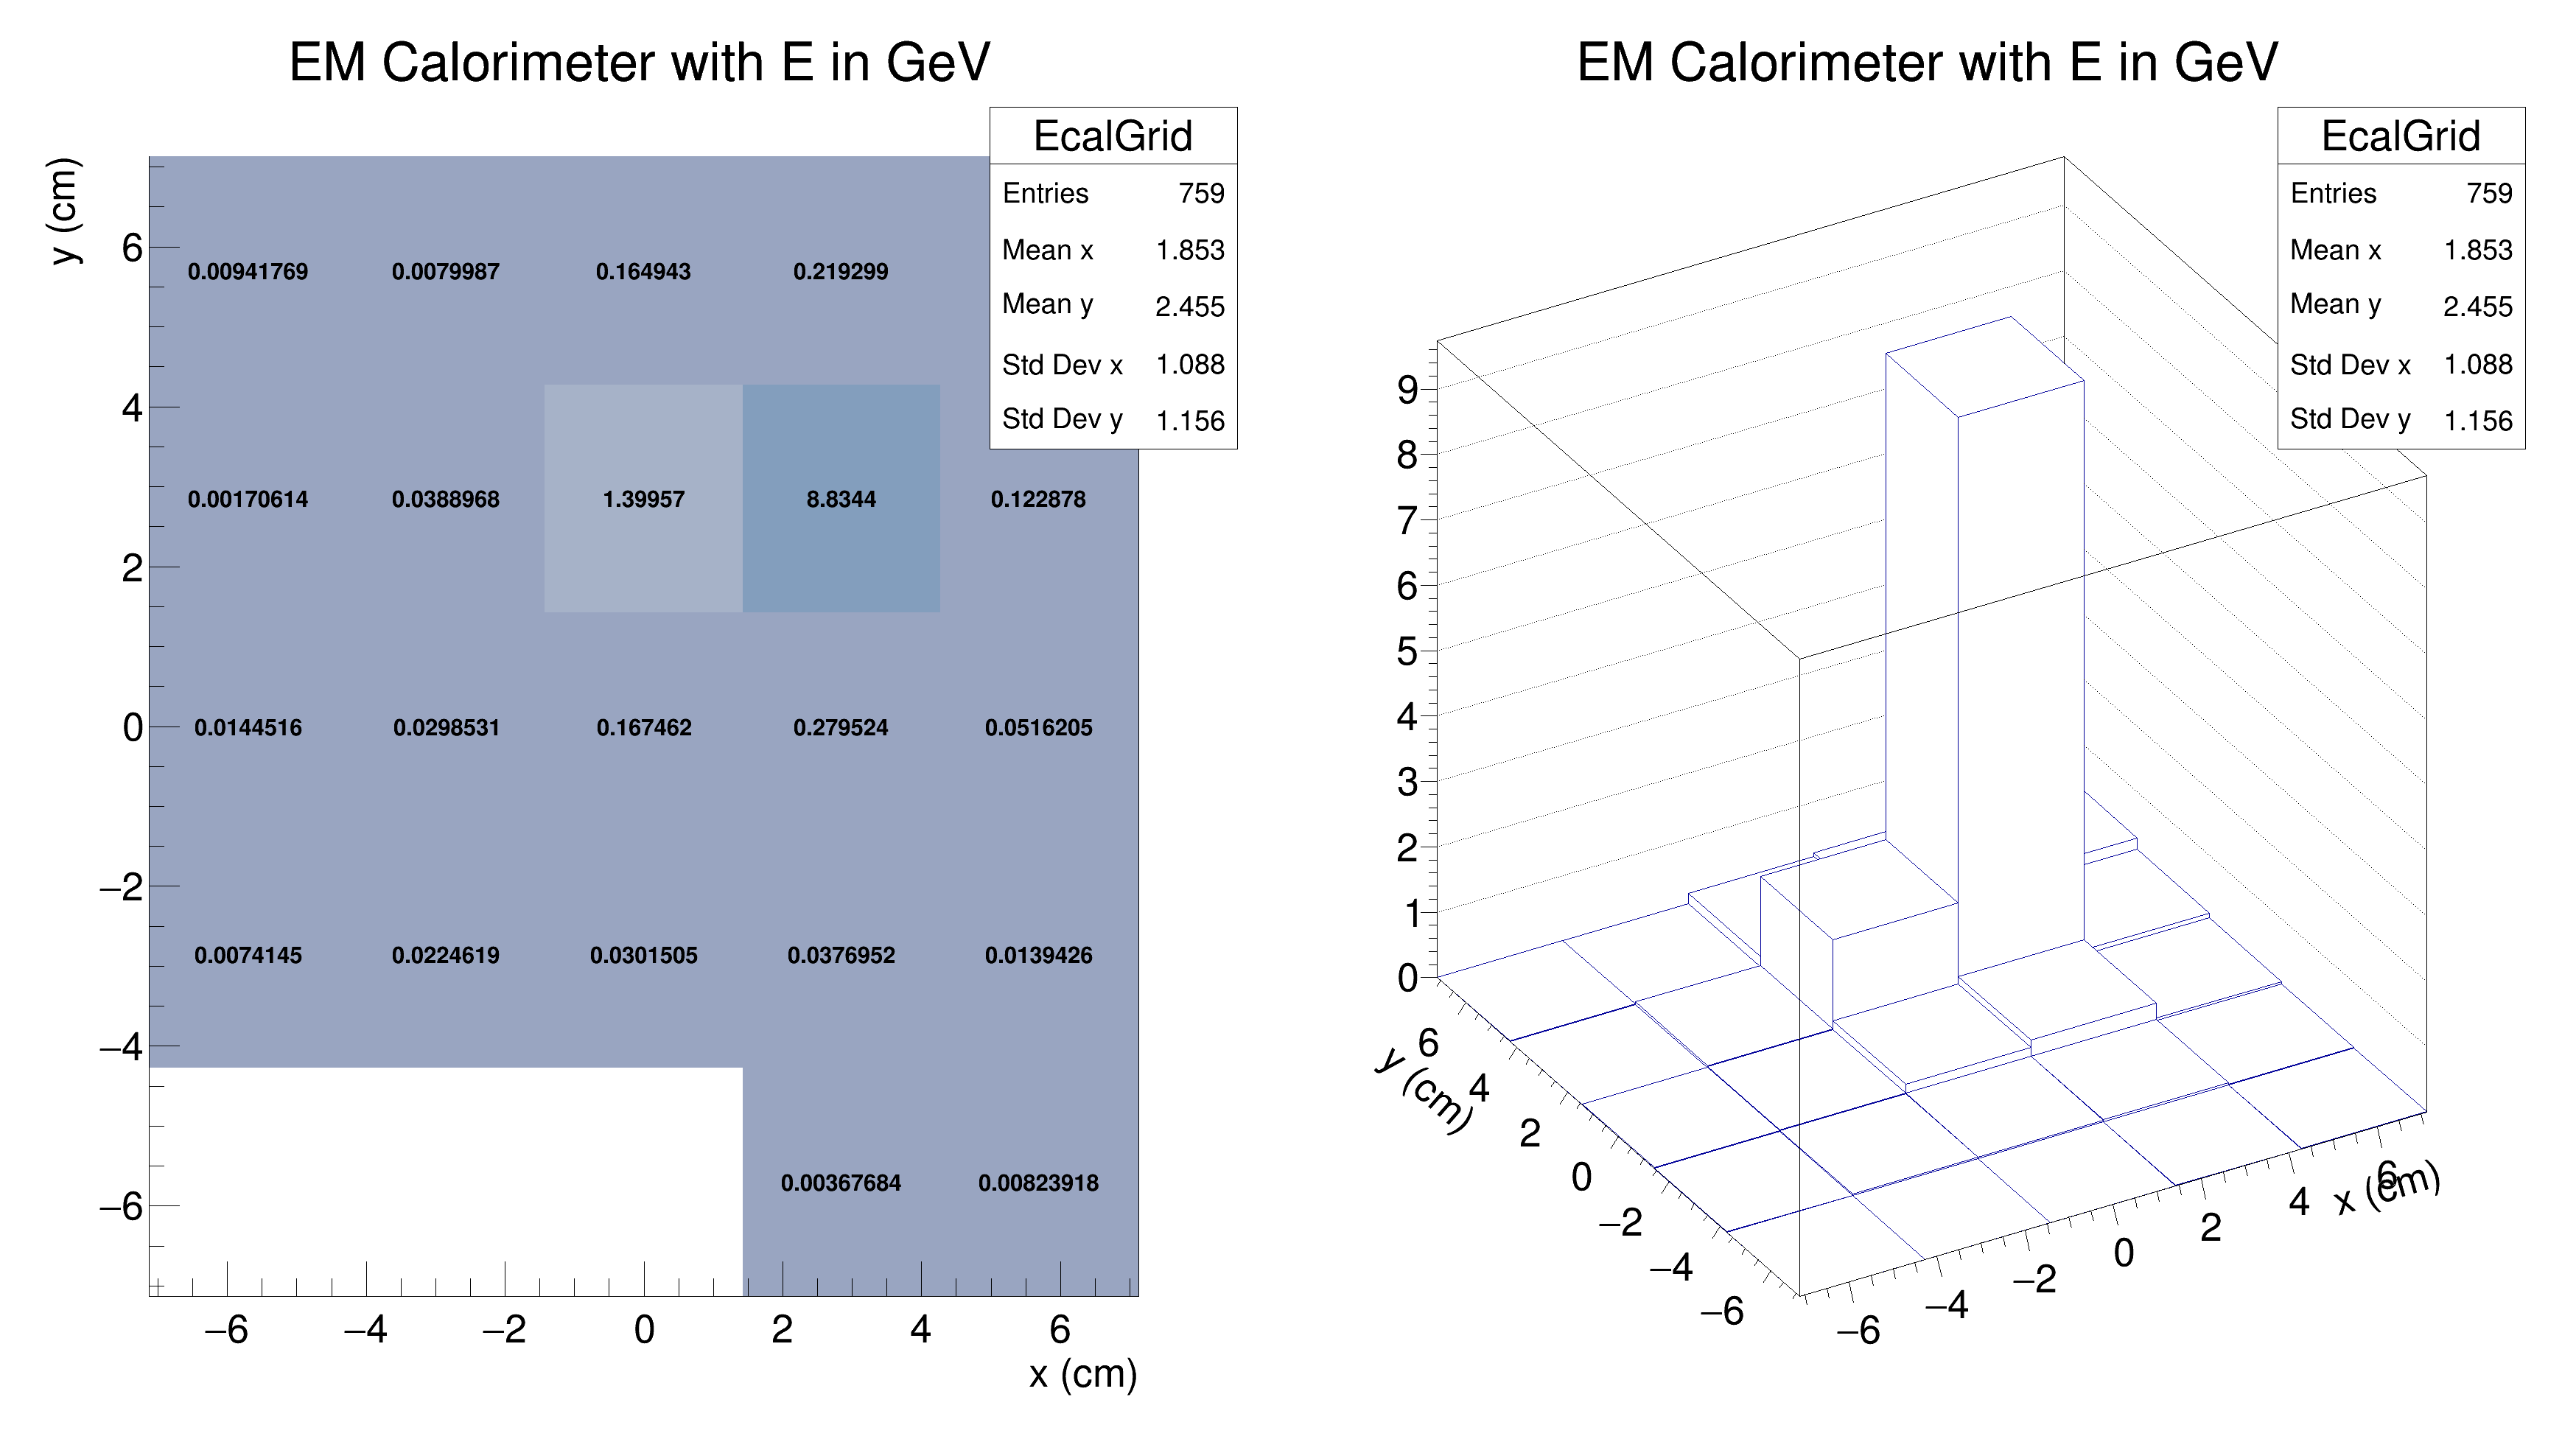 EM Calorimeter with E in GeV
EcalGrid
Entries 759
Mean x 1.853
Mean y 2.455
Std Dev x 1.088
Std Dev y 1.156
y (cm)
6
4
2
0
−2
−4
−6
0.00941769 0.0079987 0.164943 0.219299
0.00170614 0.0388968 1.39957 8.8344 0.122878
0.0144516 0.0298531 0.167462 0.279524 0.0516205
0.0074145 0.0224619 0.0301505 0.0376952 0.0139426
0.00367684 0.00823918
−6 −4 −2 0 2 4 6
x (cm)
EM Calorimeter with E in GeV
EcalGrid
Entries 759
Mean x 1.853
Mean y 2.455
Std Dev x 1.088
Std Dev y 1.156
9
8
7
6
5
4
3
2
1
0
y (cm)
6
4
2
0
−2
−4
−6
−6 −4 −2 0 2 4 6
x (cm)